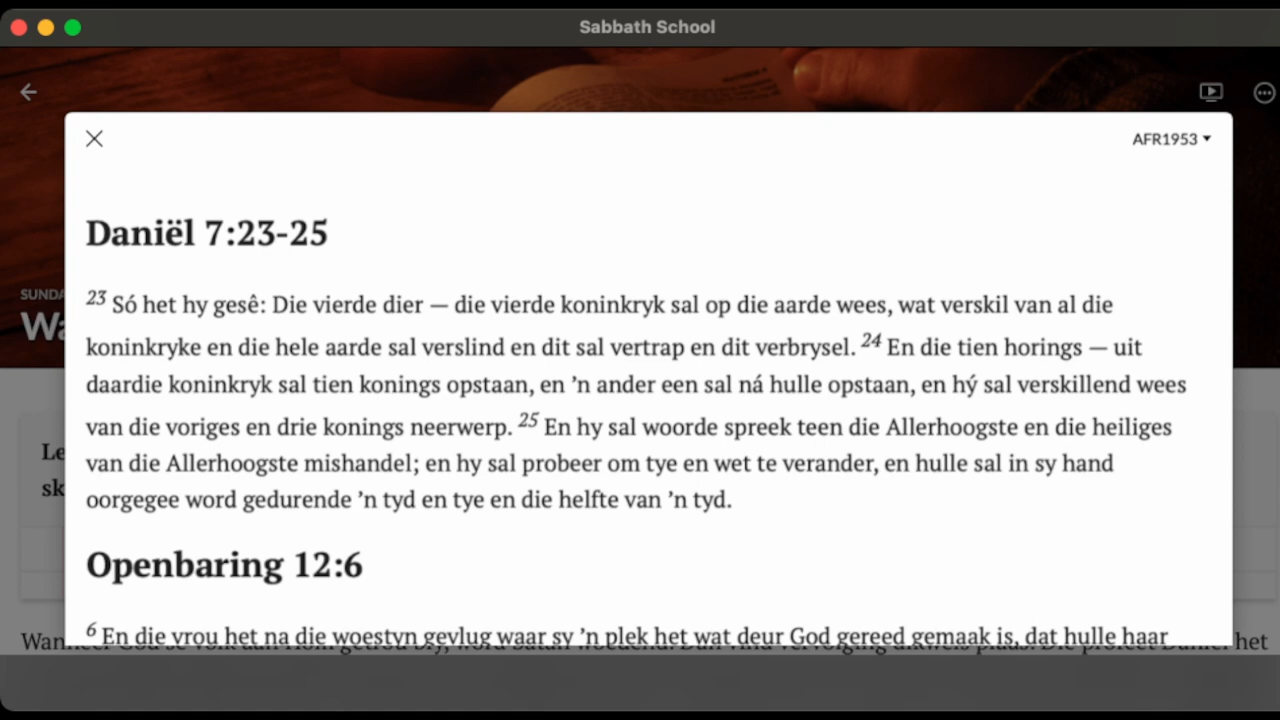 Sabbath School
AFR1953
Daniël 7:23-25
SUNDA
Wa
23 Só het hy gesê: Die vierde dier — die vierde koninkryk sal op die aarde wees, wat verskil van al die
koninkryke en die hele aarde sal verslind en dit sal vertrap en dit verbrysel. 24 En die tien horings — uit
daardie koninkryk sal tien konings opstaan, en ’n ander een sal ná hulle opstaan, en hý sal verskillend wees
van die voriges en drie konings neerwerp. 25 En hy sal woorde spreek teen die Allerhoogste en die heiliges
Le
van die Allerhoogste mishandel; en hy sal probeer om tye en wet te verander, en hulle sal in sy hand
sk
oorgegee word gedurende ’n tyd en tye en die helfte van ’n tyd.
Openbaring 12:6
6 En die vrou het na die woestyn gevlug waar sy ’n plek het wat deur God gereed gemaak is, dat hulle haar
Wan het